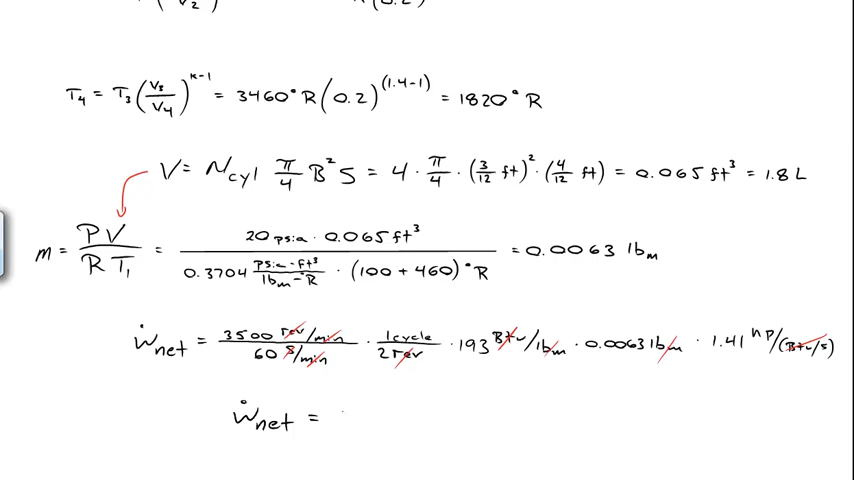 T₄ = T₃ (V₃/V₄)^(k-1) = 3460°R (0.2)^(1.4-1) = 1820°R
V = N_cyl π/4 B² S = 4 · π/4 · (3/12 ft)² · (4/12 ft) = 0.065 ft³ = 1.8 L
m = PV/RT₁ = 20 psia · 0.065 ft³ / 0.3704 psia-ft³/lbm-°R · (100 + 460)°R = 0.0063 lbm
ẇnet = 3500 rev/min / 60 s/min · 1 cycle/2 rev · 193 Btu/lbm · 0.0063 lbm · 1.41 hp/(Btu/s)
ẇnet =